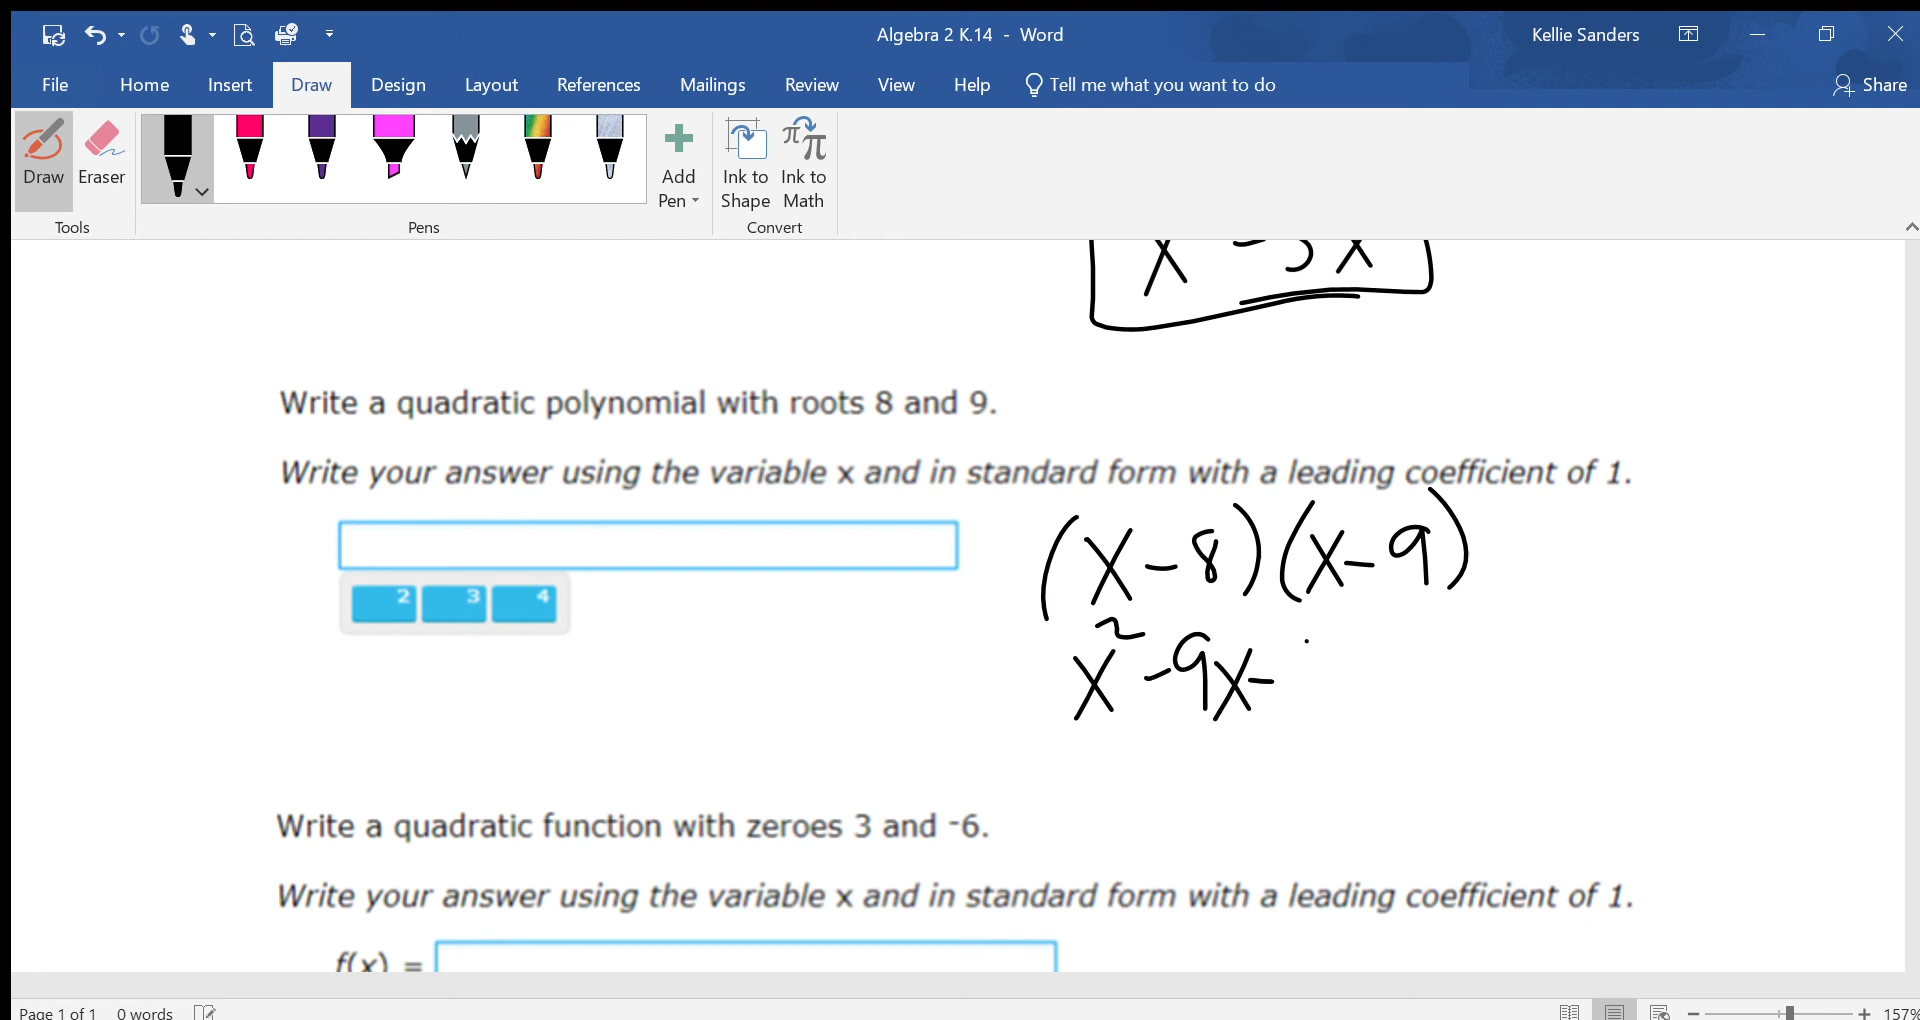 Algebra 2 K.14 - Word
Kellie Sanders
File Home Insert Draw Design Layout References Mailings Review View Help Tell me what you want to do Share
Draw Eraser
Add Pen
Ink to Shape
Ink to Math
Tools Pens Convert
x - 3x
Write a quadratic polynomial with roots 8 and 9.
Write your answer using the variable x and in standard form with a leading coefficient of 1.
(x-8)(x-9)
2 3 4
x² -9x-
Write a quadratic function with zeroes 3 and -6.
Write your answer using the variable x and in standard form with a leading coefficient of 1.
f(x) =
Page 1 of 1 0 words 157%